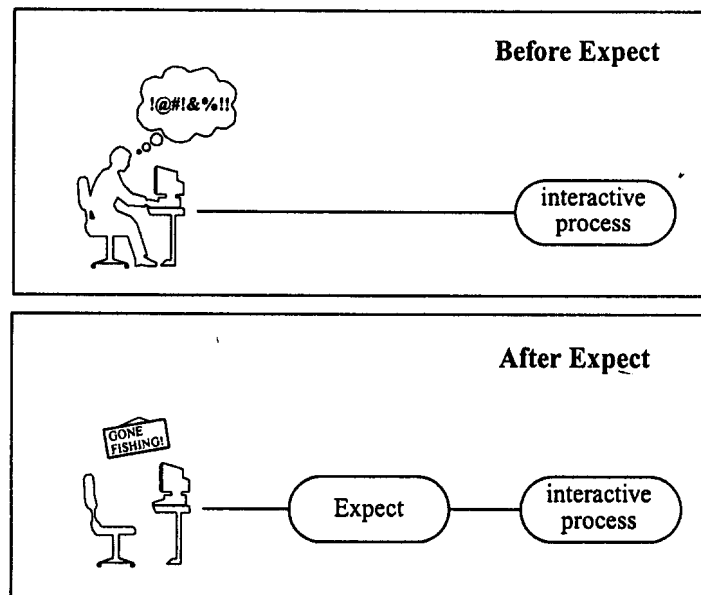 Before Expect
!@#!&%!!
interactive
process
After Expect
GONE
FISHING!
Expect
interactive
process